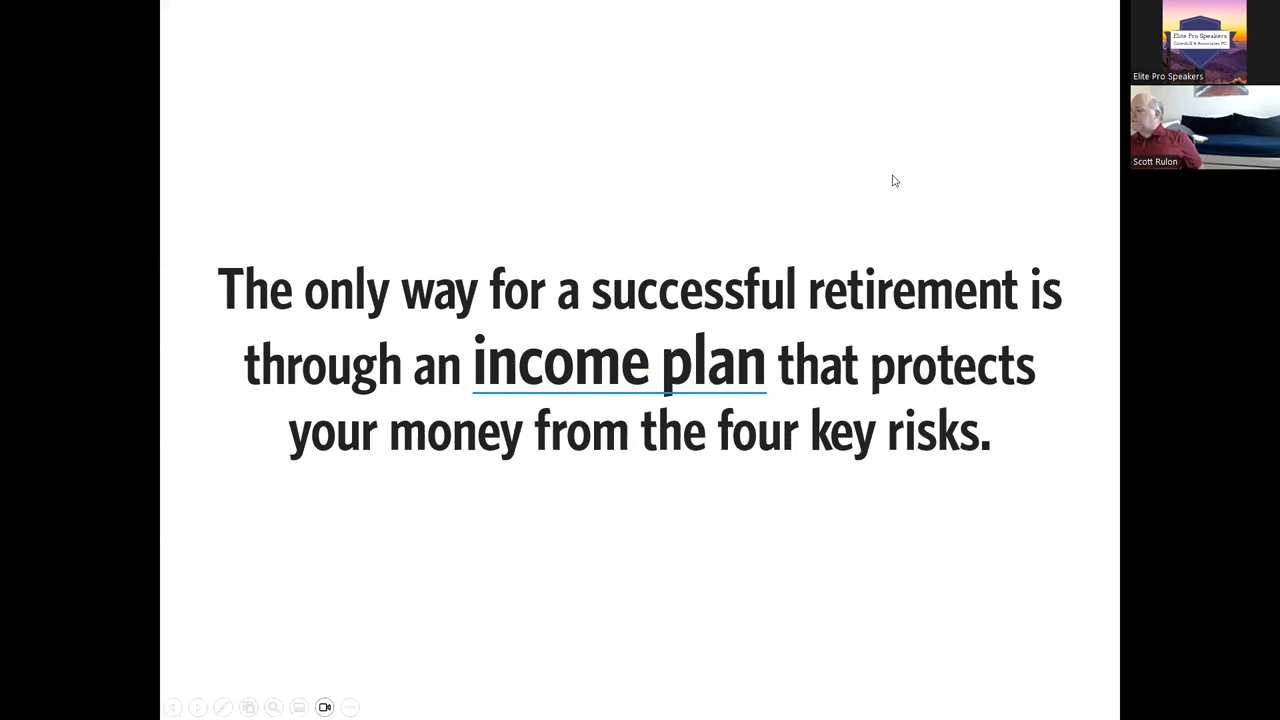 The only way for a successful retirement is
through an income plan that protects
your money from the four key risks.
Elite Pro Speakers
Elite Pro Speakers
Scott Rulon